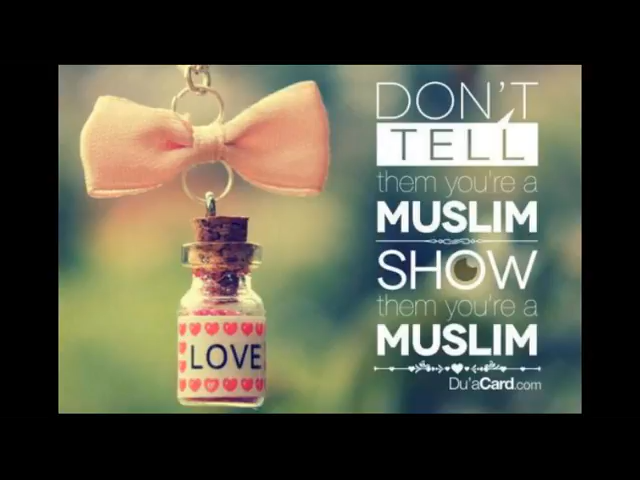 DON'T
TELL
them you're a
MUSLIM
SHOW
them you're a
MUSLIM
Du'aCard.com
LOVE